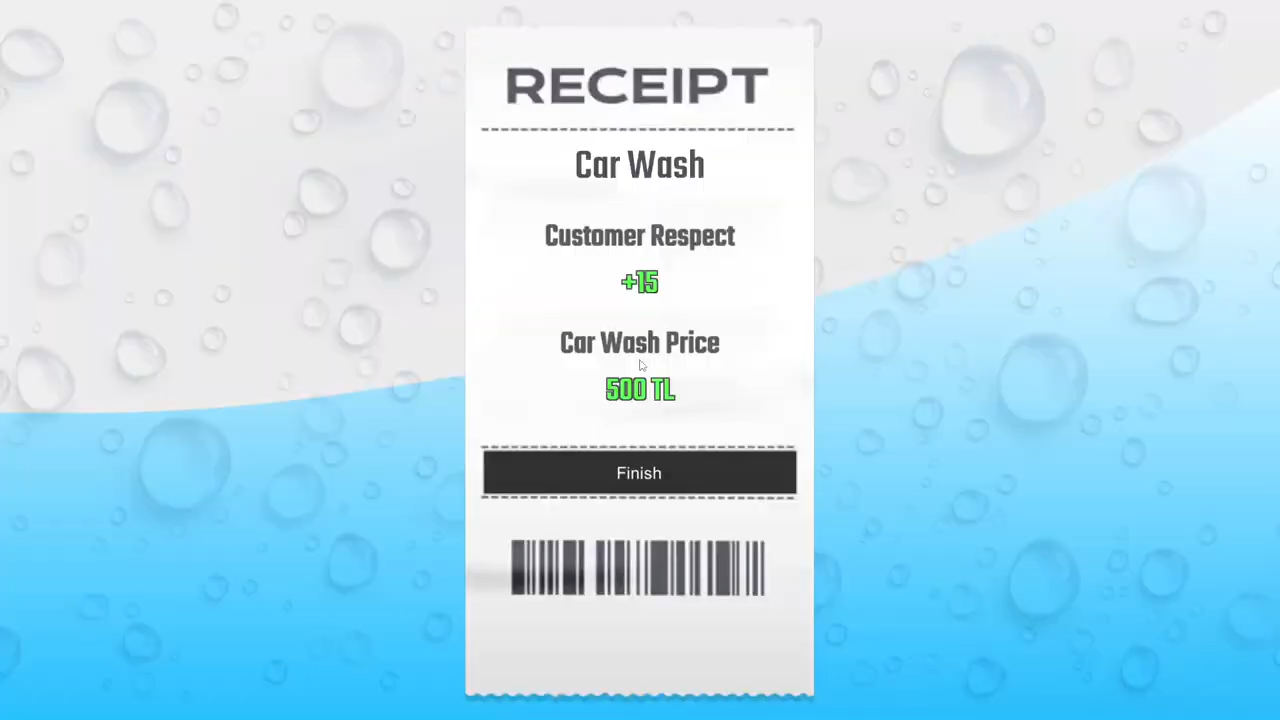 RECEIPT
Car Wash
Customer Respect
+15
Car Wash Price
500 TL
Finish